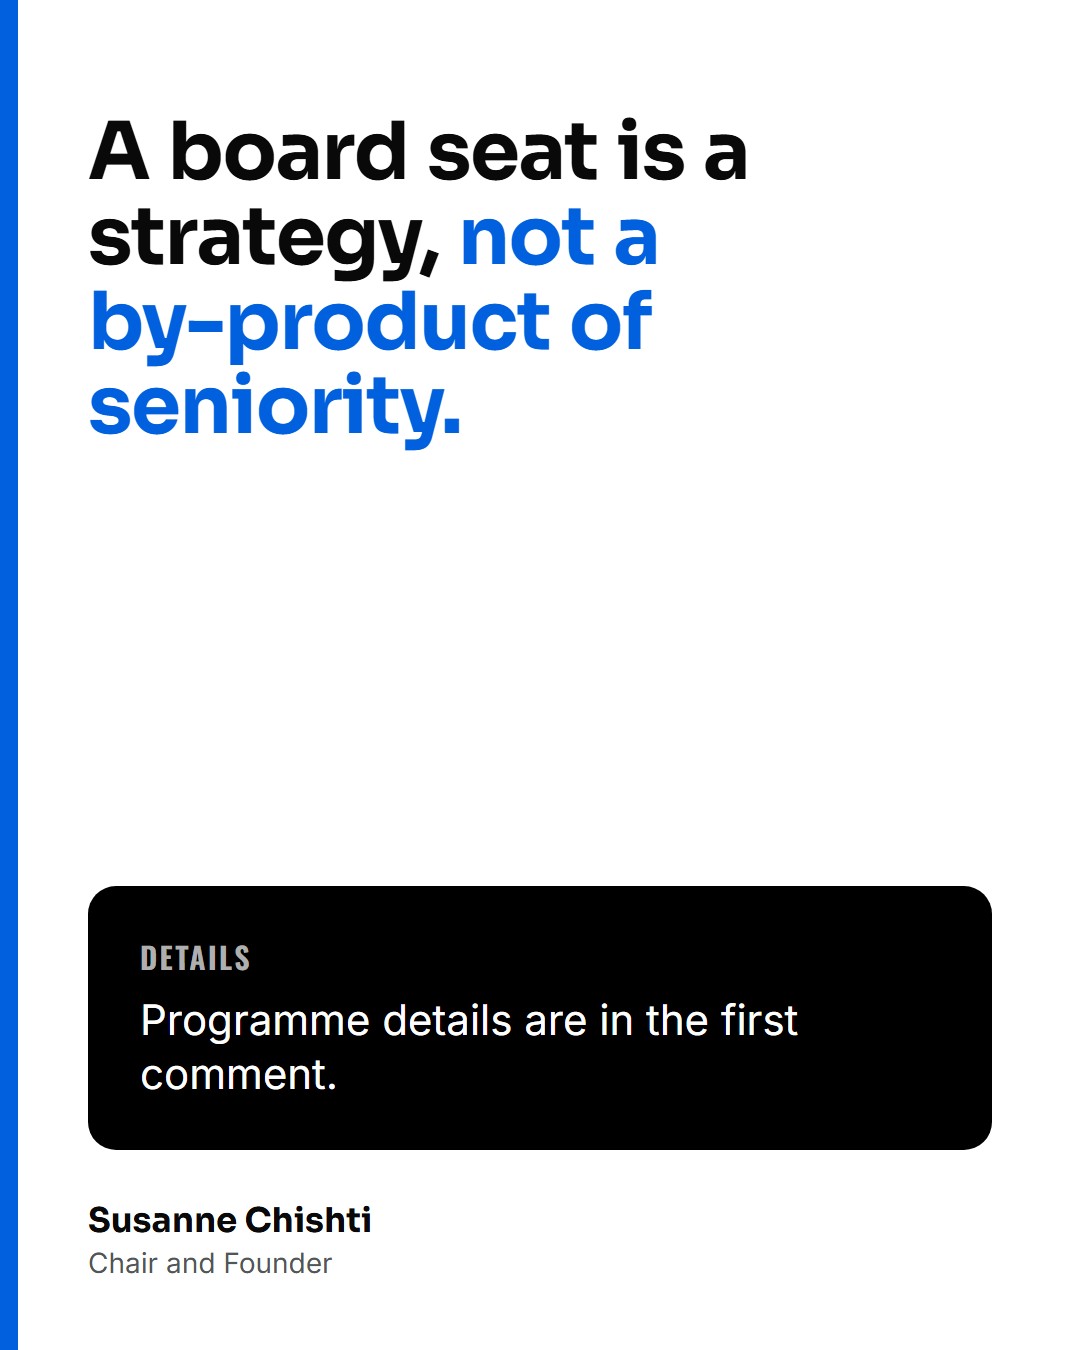 A board seat is a
strategy, not a
by-product of
seniority.
DETAILS
Programme details are in the first
comment.
Susanne Chishti
Chair and Founder